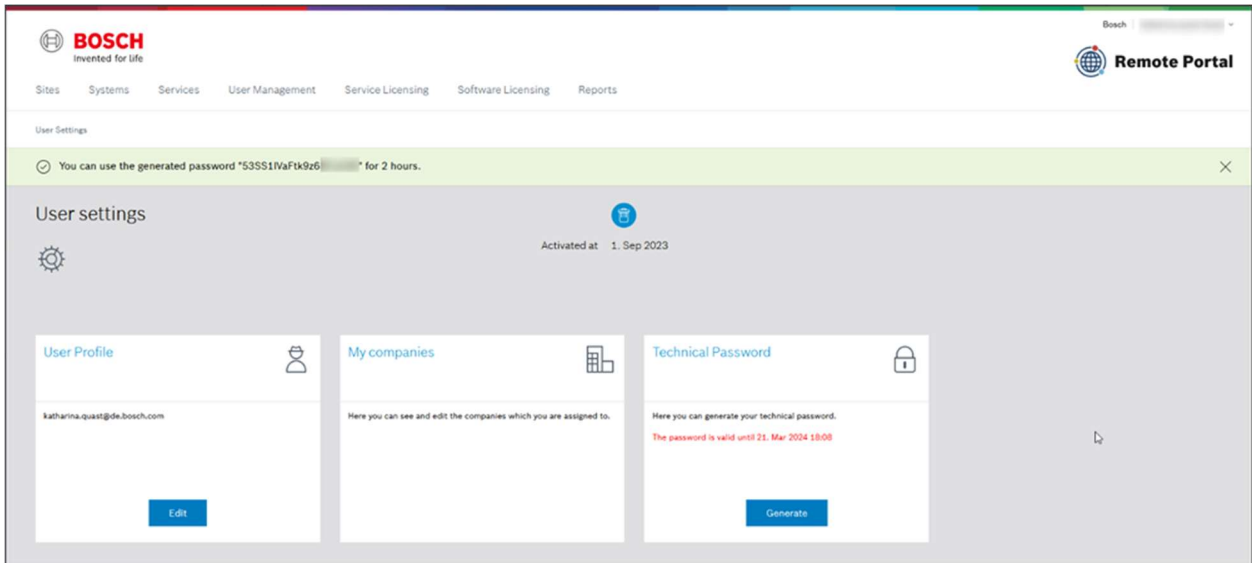 Bosch
BOSCH
Invented for life
Remote Portal
Sites Systems Services User Management Service Licensing Software Licensing Reports
User Settings
You can use the generated password "53SS1IVaFtk9z6 " for 2 hours.
User settings
Activated at 1. Sep 2023
User Profile
katharina.quast@de.bosch.com
Edit
My companies
Here you can see and edit the companies which you are assigned to.
Technical Password
Here you can generate your technical password.
The password is valid until 21. Mar 2024 18:08
Generate